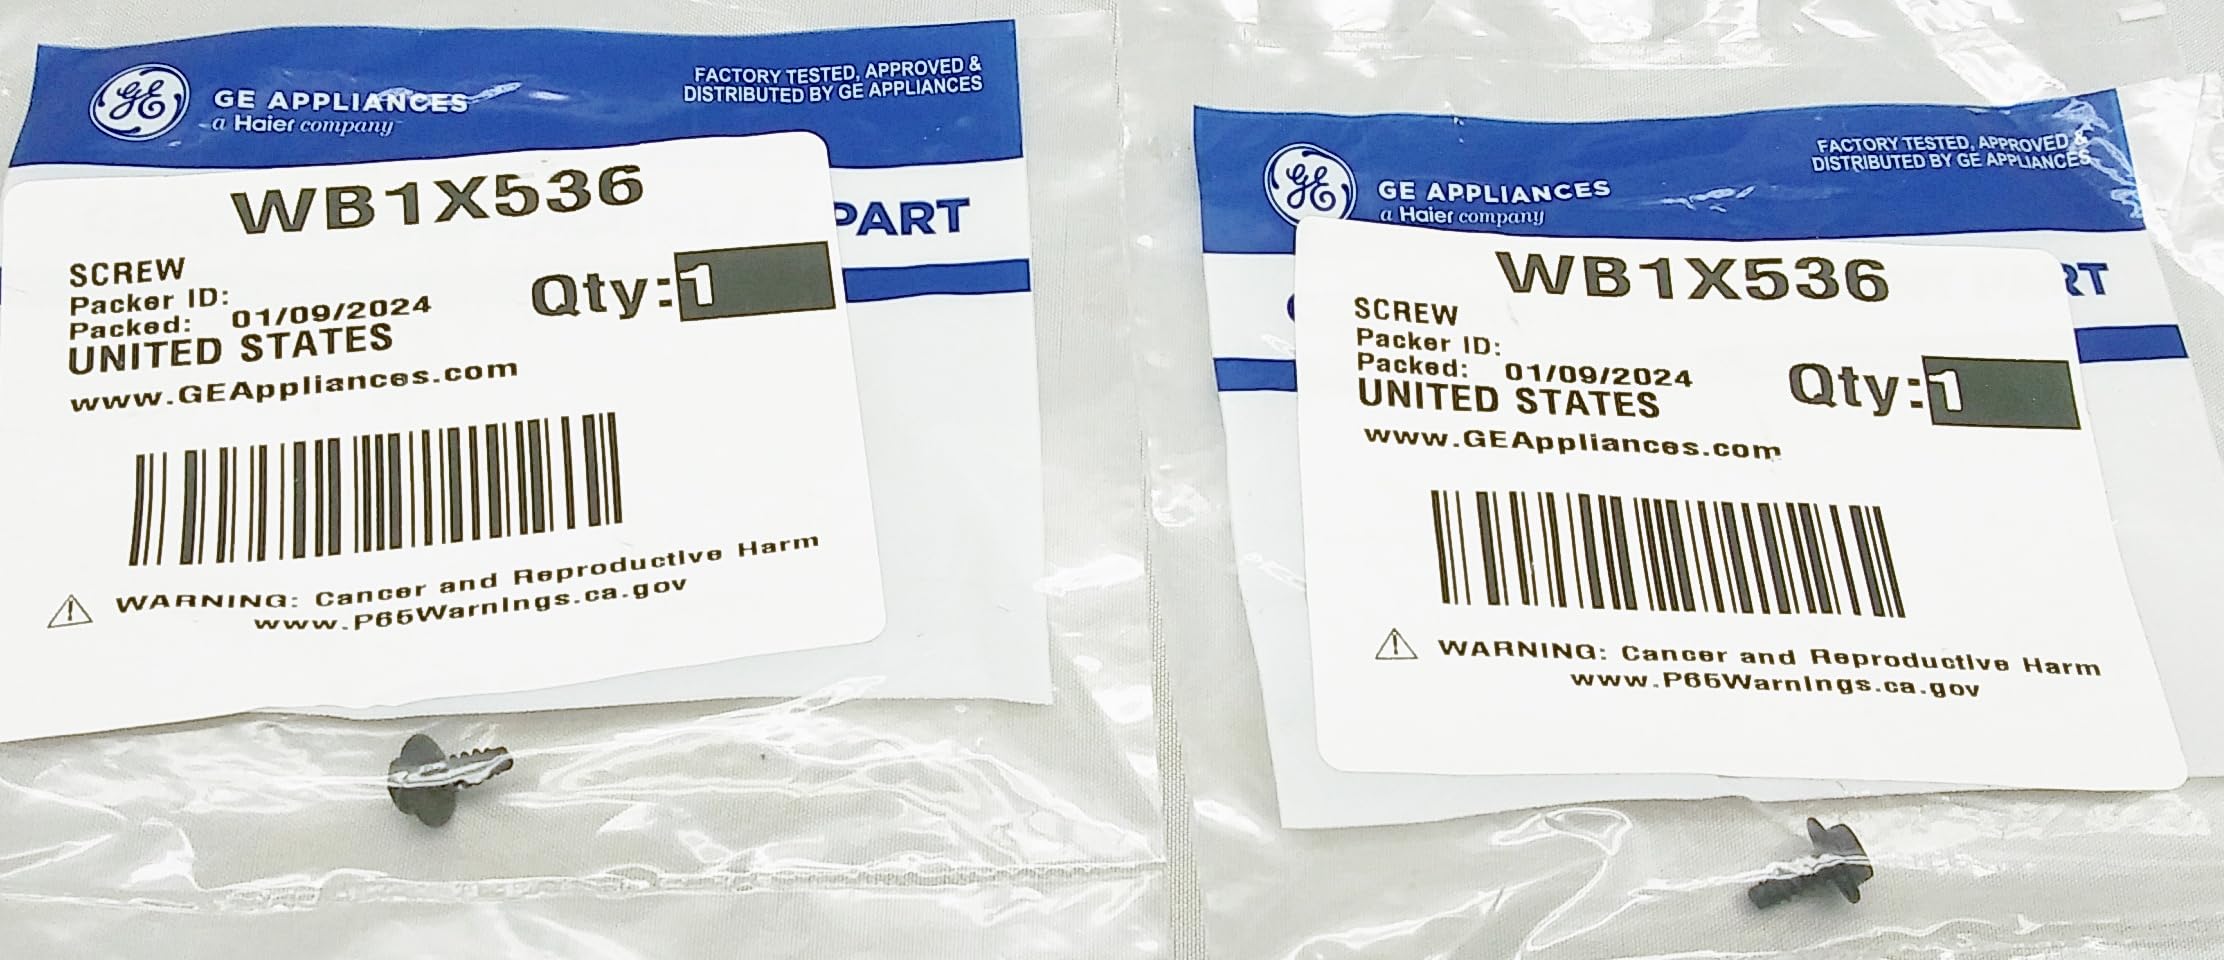 GE
GE APPLIANCES
a Haier company
FACTORY TESTED, APPROVED &
DISTRIBUTED BY GE APPLIANCES
PART
WB1X536
SCREW
Packer ID:
Packed: 01/09/2024
UNITED STATES
Qty:1
www.GEAppliances.com
WARNING: Cancer and Reproductive Harm
www.P65Warnings.ca.gov
GE
GE APPLIANCES
a Haier company
FACTORY TESTED, APPROVED &
DISTRIBUTED BY GE APPLIANCES
RT
WB1X536
SCREW
Packer ID:
Packed: 01/09/2024
UNITED STATES
Qty:1
www.GEAppliances.com
WARNING: Cancer and Reproductive Harm
www.P65Warnings.ca.gov